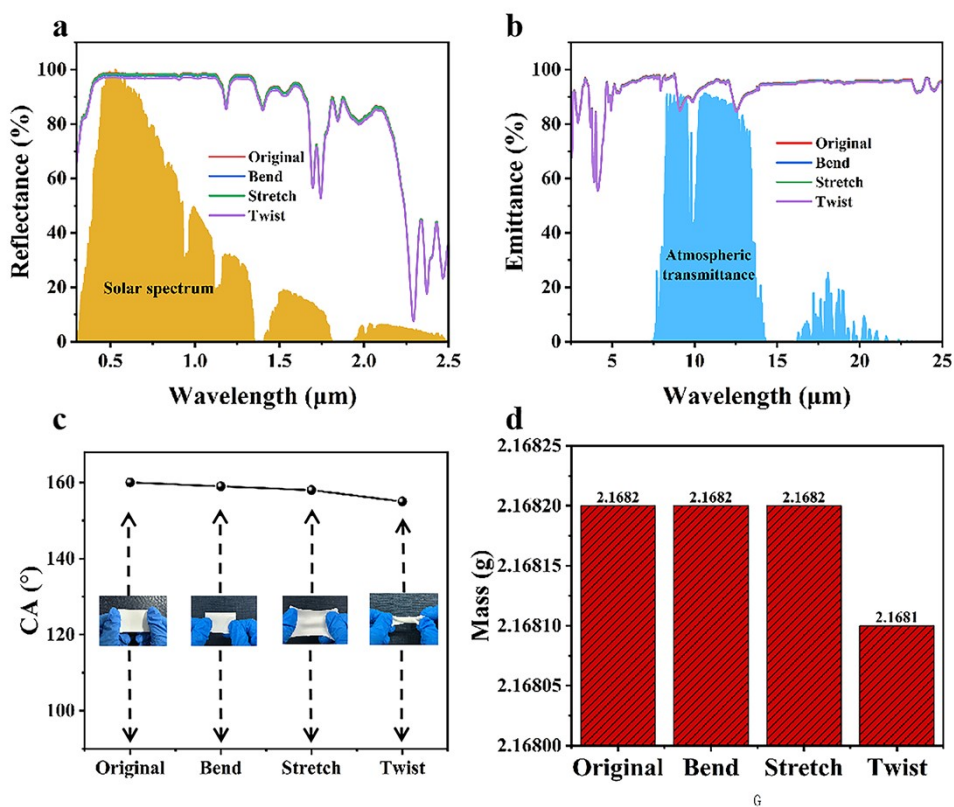 a
Reflectance (%)
100
80
60
40
20
0
Original
Bend
Stretch
Twist
Solar spectrum
0.5 1.0 1.5 2.0 2.5
Wavelength (μm)
b
Emittance (%)
100
80
60
40
20
0
Original
Bend
Stretch
Twist
Atmospheric
transmittance
5 10 15 20 25
Wavelength (μm)
c
CA (°)
160
140
120
100
Original Bend Stretch Twist
d
Mass (g)
2.16825
2.16820
2.16815
2.16810
2.16805
2.16800
2.1682 2.1682 2.1682
2.1681
Original Bend Stretch Twist
G